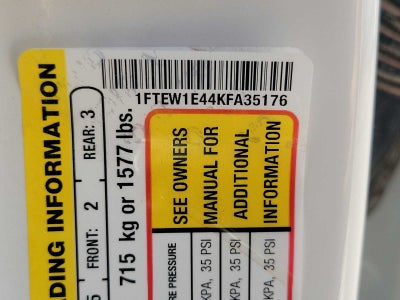 1FTEW1E44KFA35176
DING INFORMATION
FRONT: 2 REAR: 3
715 kg or 1577 lbs.
SEE OWNERS
MANUAL FOR
ADDITIONAL
INFORMATION
PRESSURE
KPA, 35 PSI
KPA, 35 PSI
KPA, 35 PSI